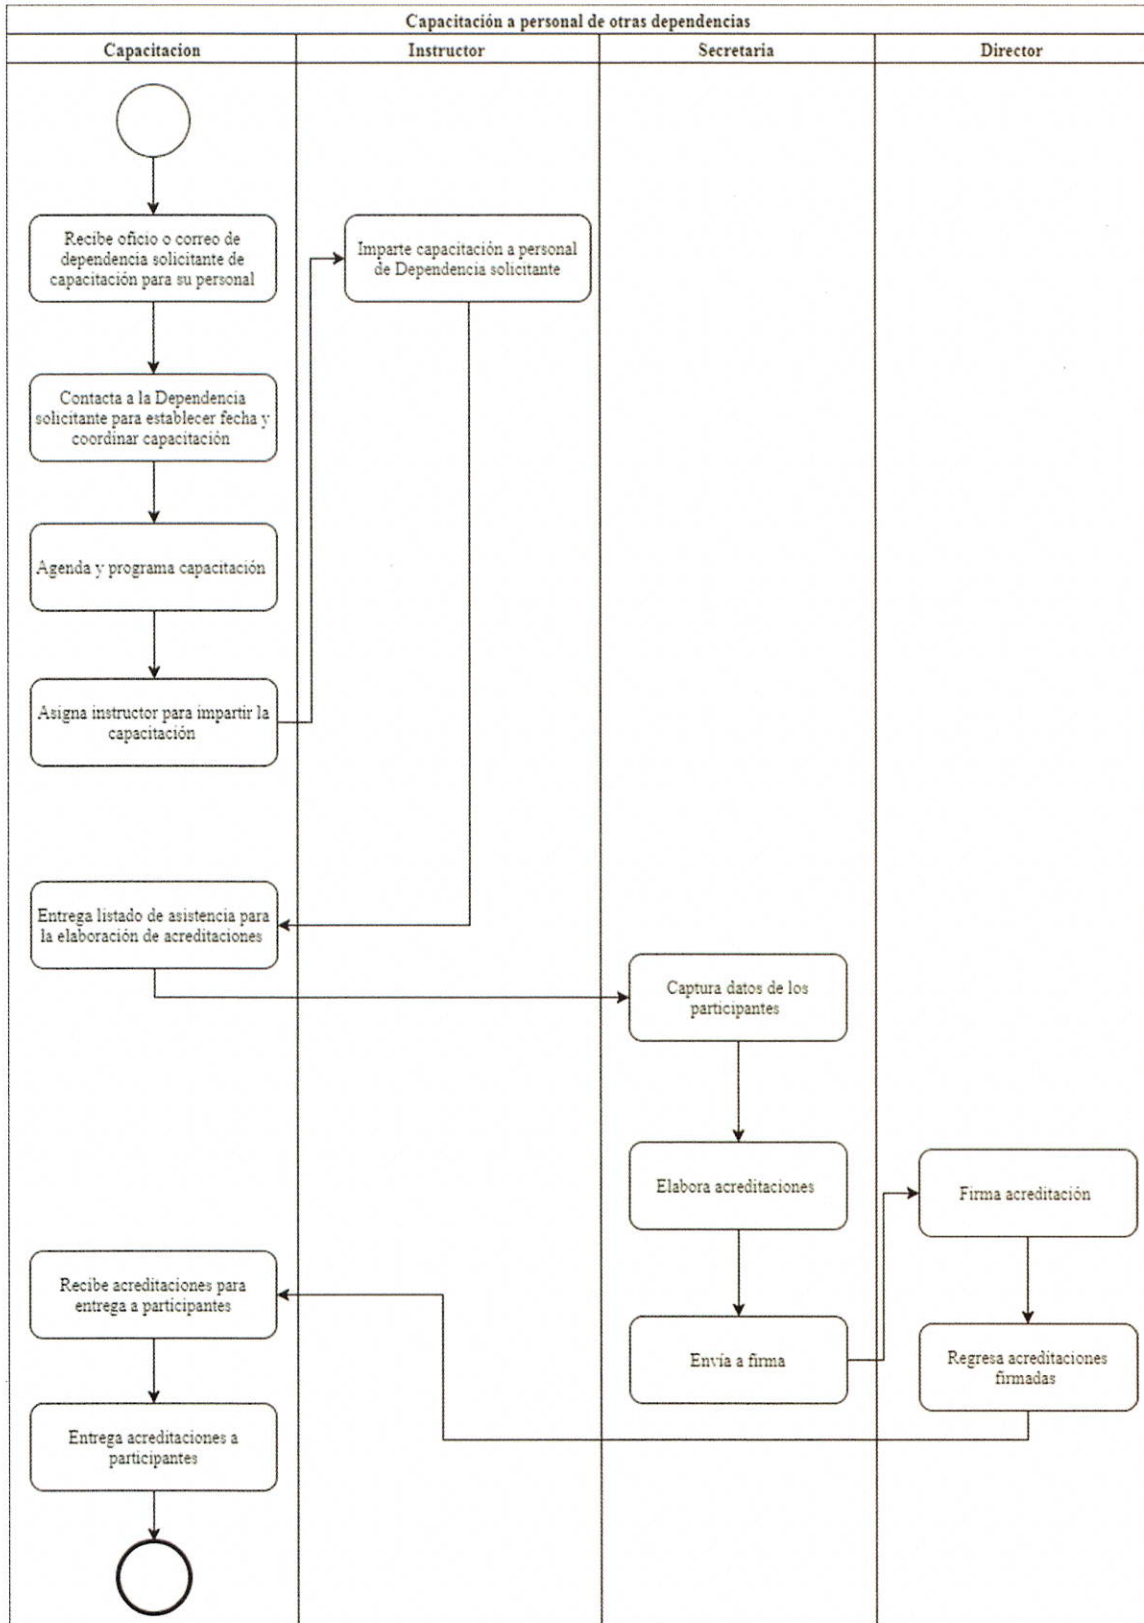 Capacitación a personal de otras dependencias
Capacitacion
Instructor
Secretaria
Director
Recibe oficio o correo de
dependencia solicitante de
capacitación para su personal
Imparte capacitación a personal
de Dependencia solicitante
Contacta a la Dependencia
solicitante para establecer fecha y
coordinar capacitación
Agenda y programa capacitación
Asigna instructor para impartir la
capacitación
Entrega listado de asistencia para
la elaboración de acreditaciones
Captura datos de los
participantes
Elabora acreditaciones
Firma acreditación
Recibe acreditaciones para
entrega a participantes
Envía a firma
Regresa acreditaciones
firmadas
Entrega acreditaciones a
participantes